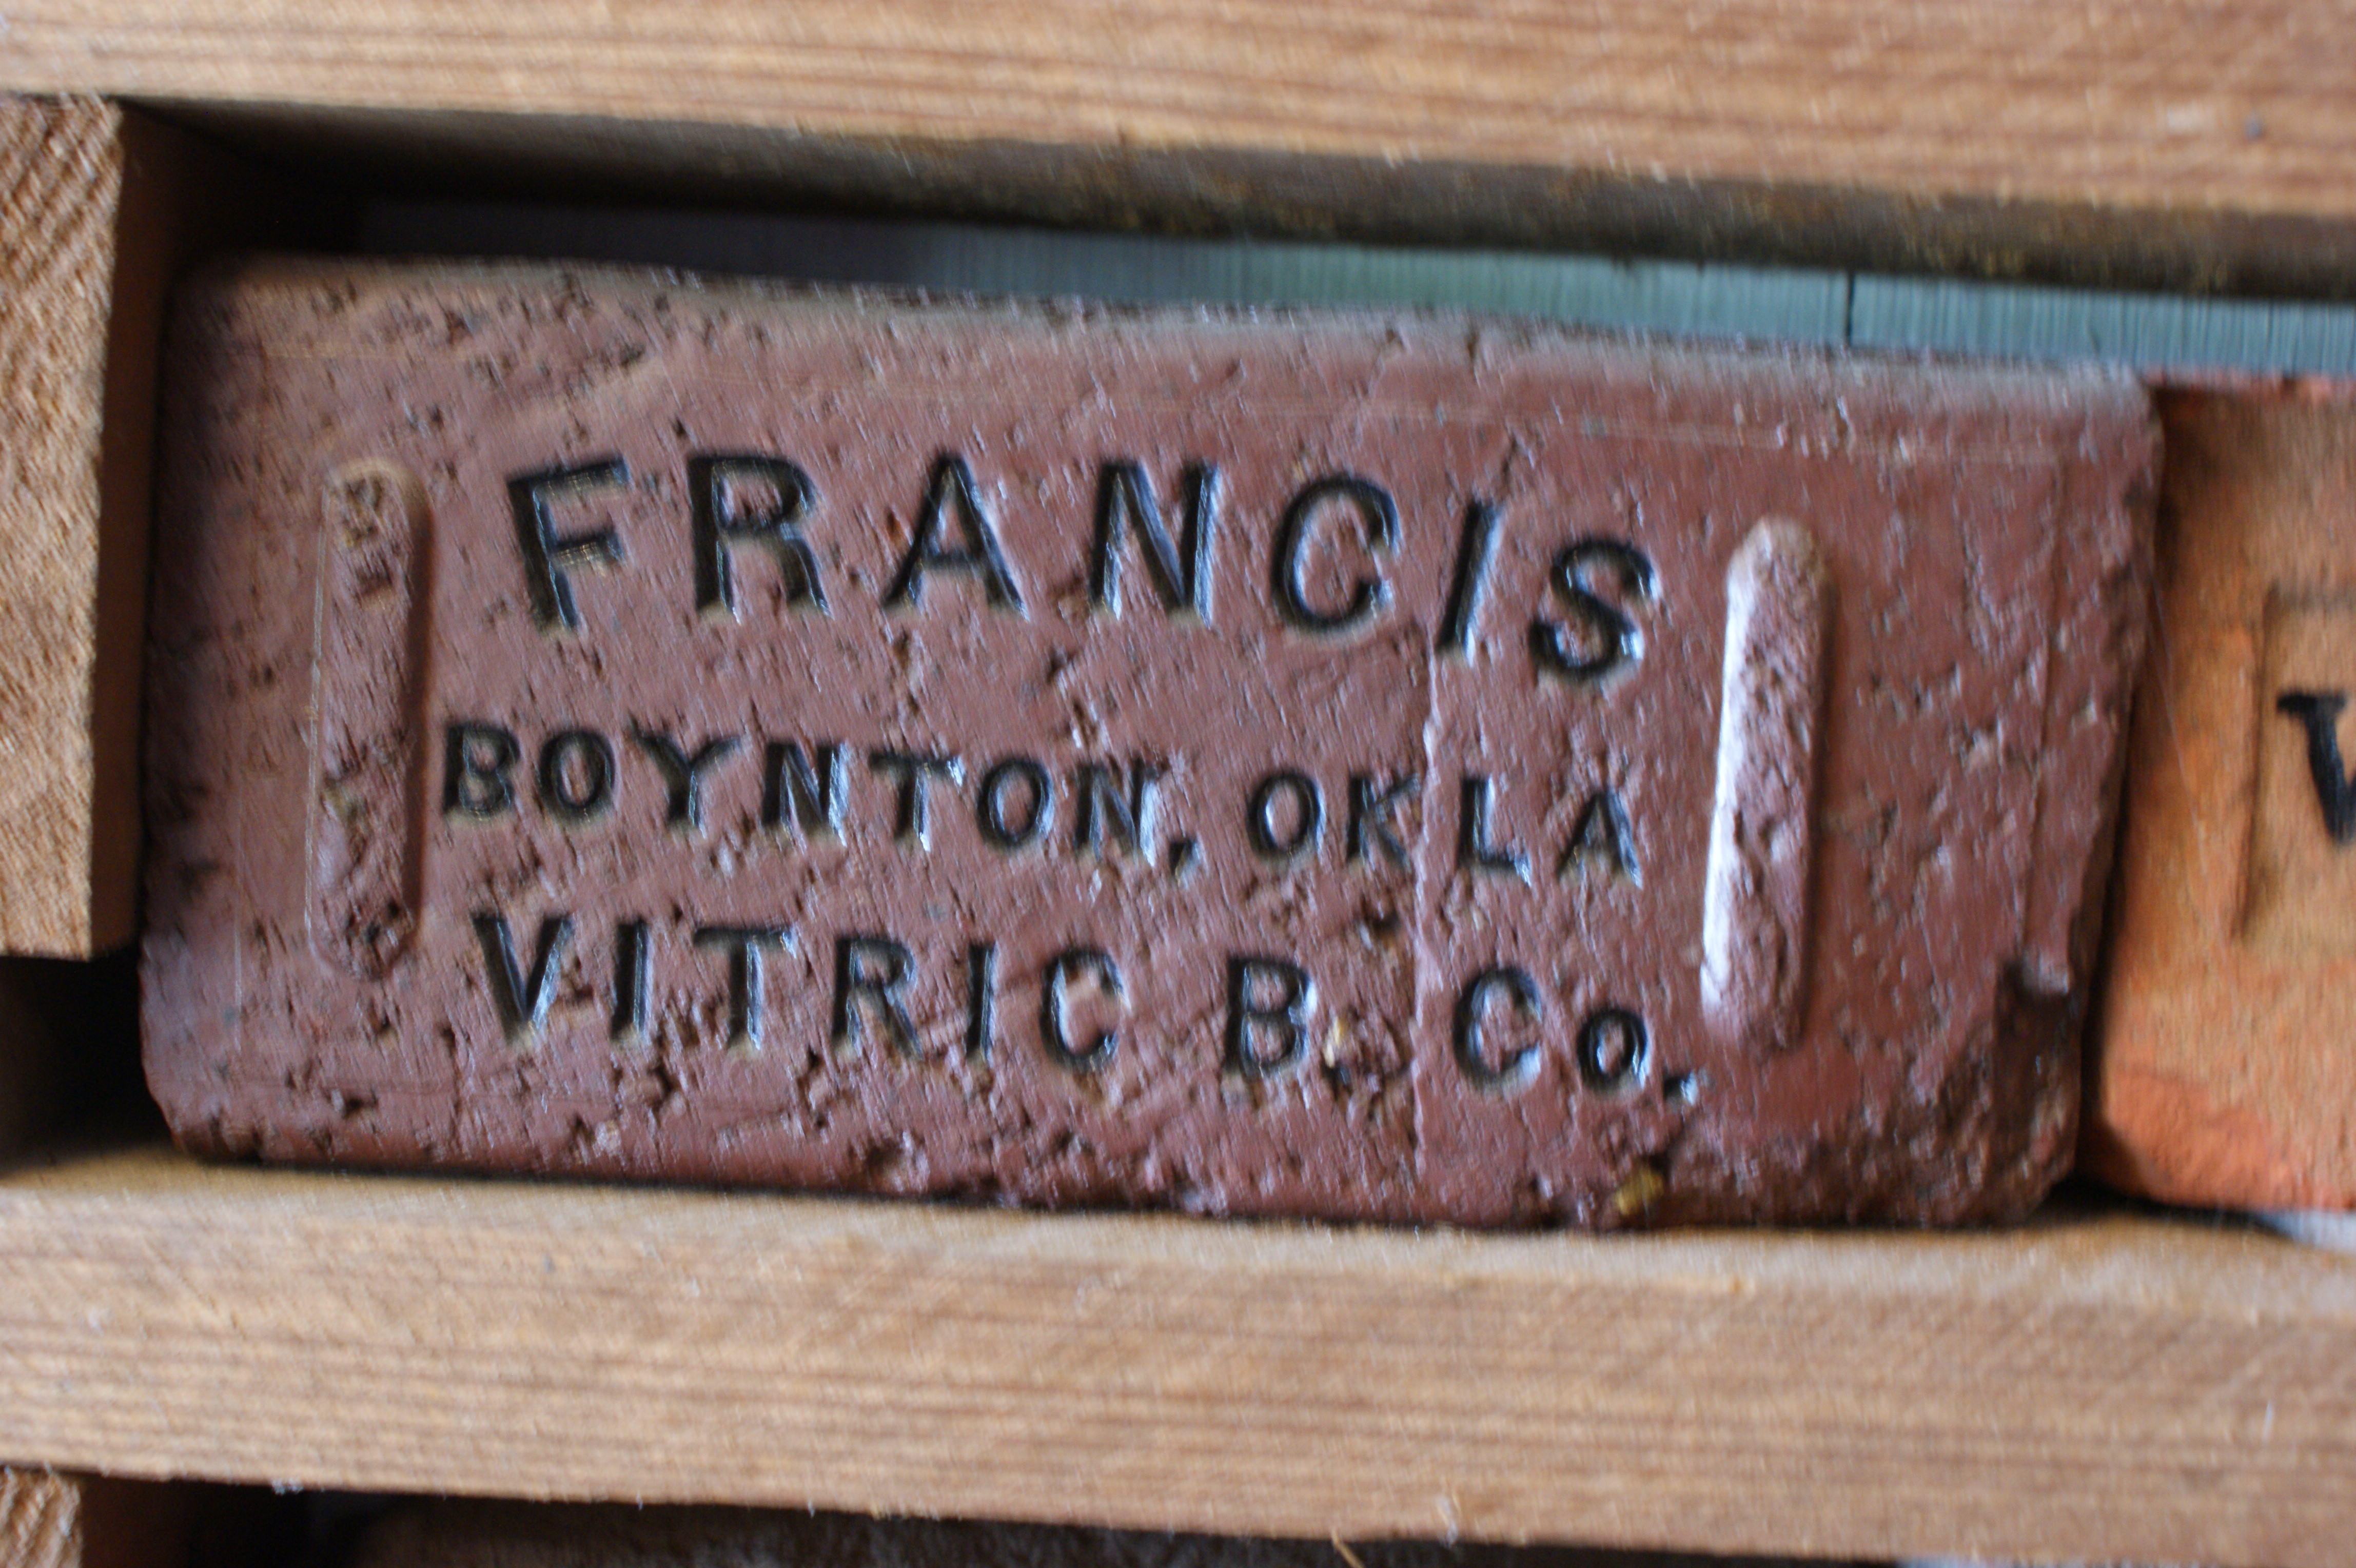 FRANCIS
BOYNTON, OKLA
VITRIC B. Co.